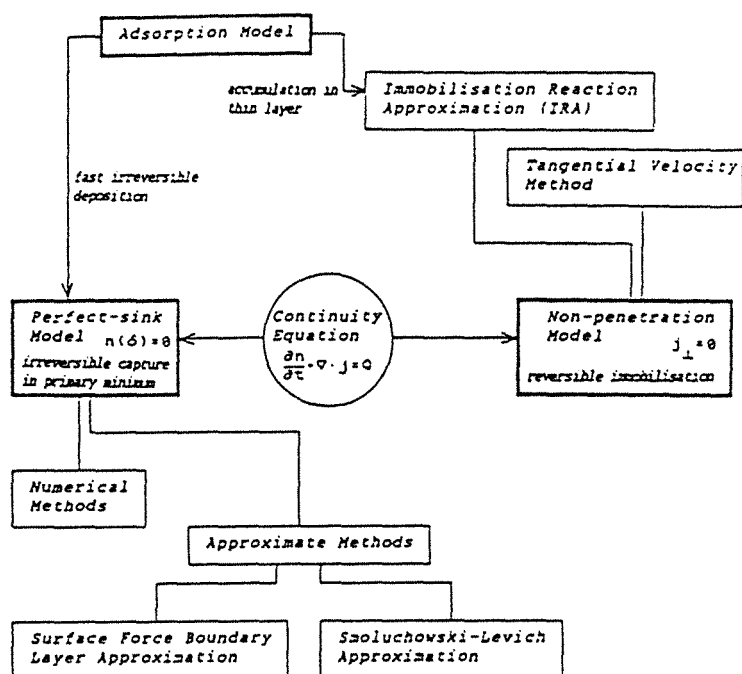 Adsorption Model
accumulation in
thin layer
Immobilisation Reaction
Approximation (IRA)
Tangential Velocity
Method
fast irreversible
deposition
Perfect-sink
Model n(δ)=0
irreversible capture
in primary minimum
Continuity
Equation
∂n/∂t + ∇· j = 0
Non-penetration
Model j⊥=0
reversible immobilisation
Numerical
Methods
Approximate Methods
Surface Force Boundary
Layer Approximation
Smoluchowski-Levich
Approximation